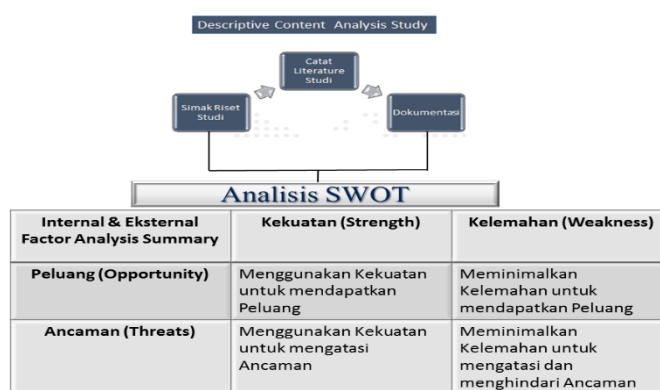 Descriptive Content Analysis Study
Catat
Literature
Studi
Simak Riset
Studi
Dokumentasi
Analisis SWOT
Internal & Eksternal
Factor Analysis Summary
Kekuatan (Strength)
Kelemahan (Weakness)
Peluang (Opportunity)
Menggunakan Kekuatan
untuk mendapatkan
Peluang
Meminimalkan
Kelemahan untuk
mendapatkan Peluang
Ancaman (Threats)
Menggunakan Kekuatan
untuk mengatasi
Ancaman
Meminimalkan
Kelemahan untuk
mengatasi dan
menghindari Ancaman